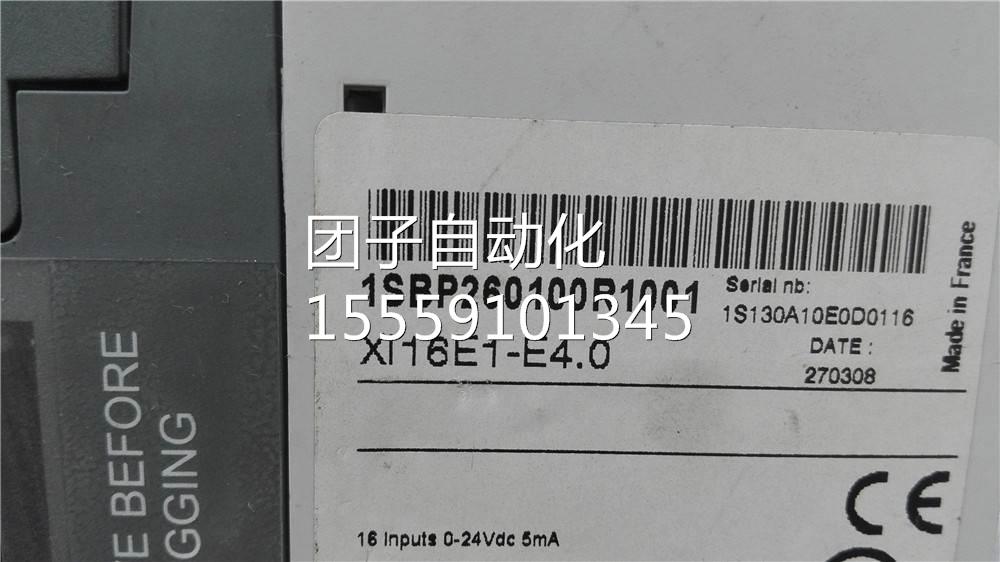 团子自动化
15559101345
1SBP260100R1001
XI16E1-E4.0
Serial nb:
1S130A10E0D0116
DATE :
270308
Made in France
16 Inputs 0-24Vdc 5mA
CE
E BEFORE
GGING